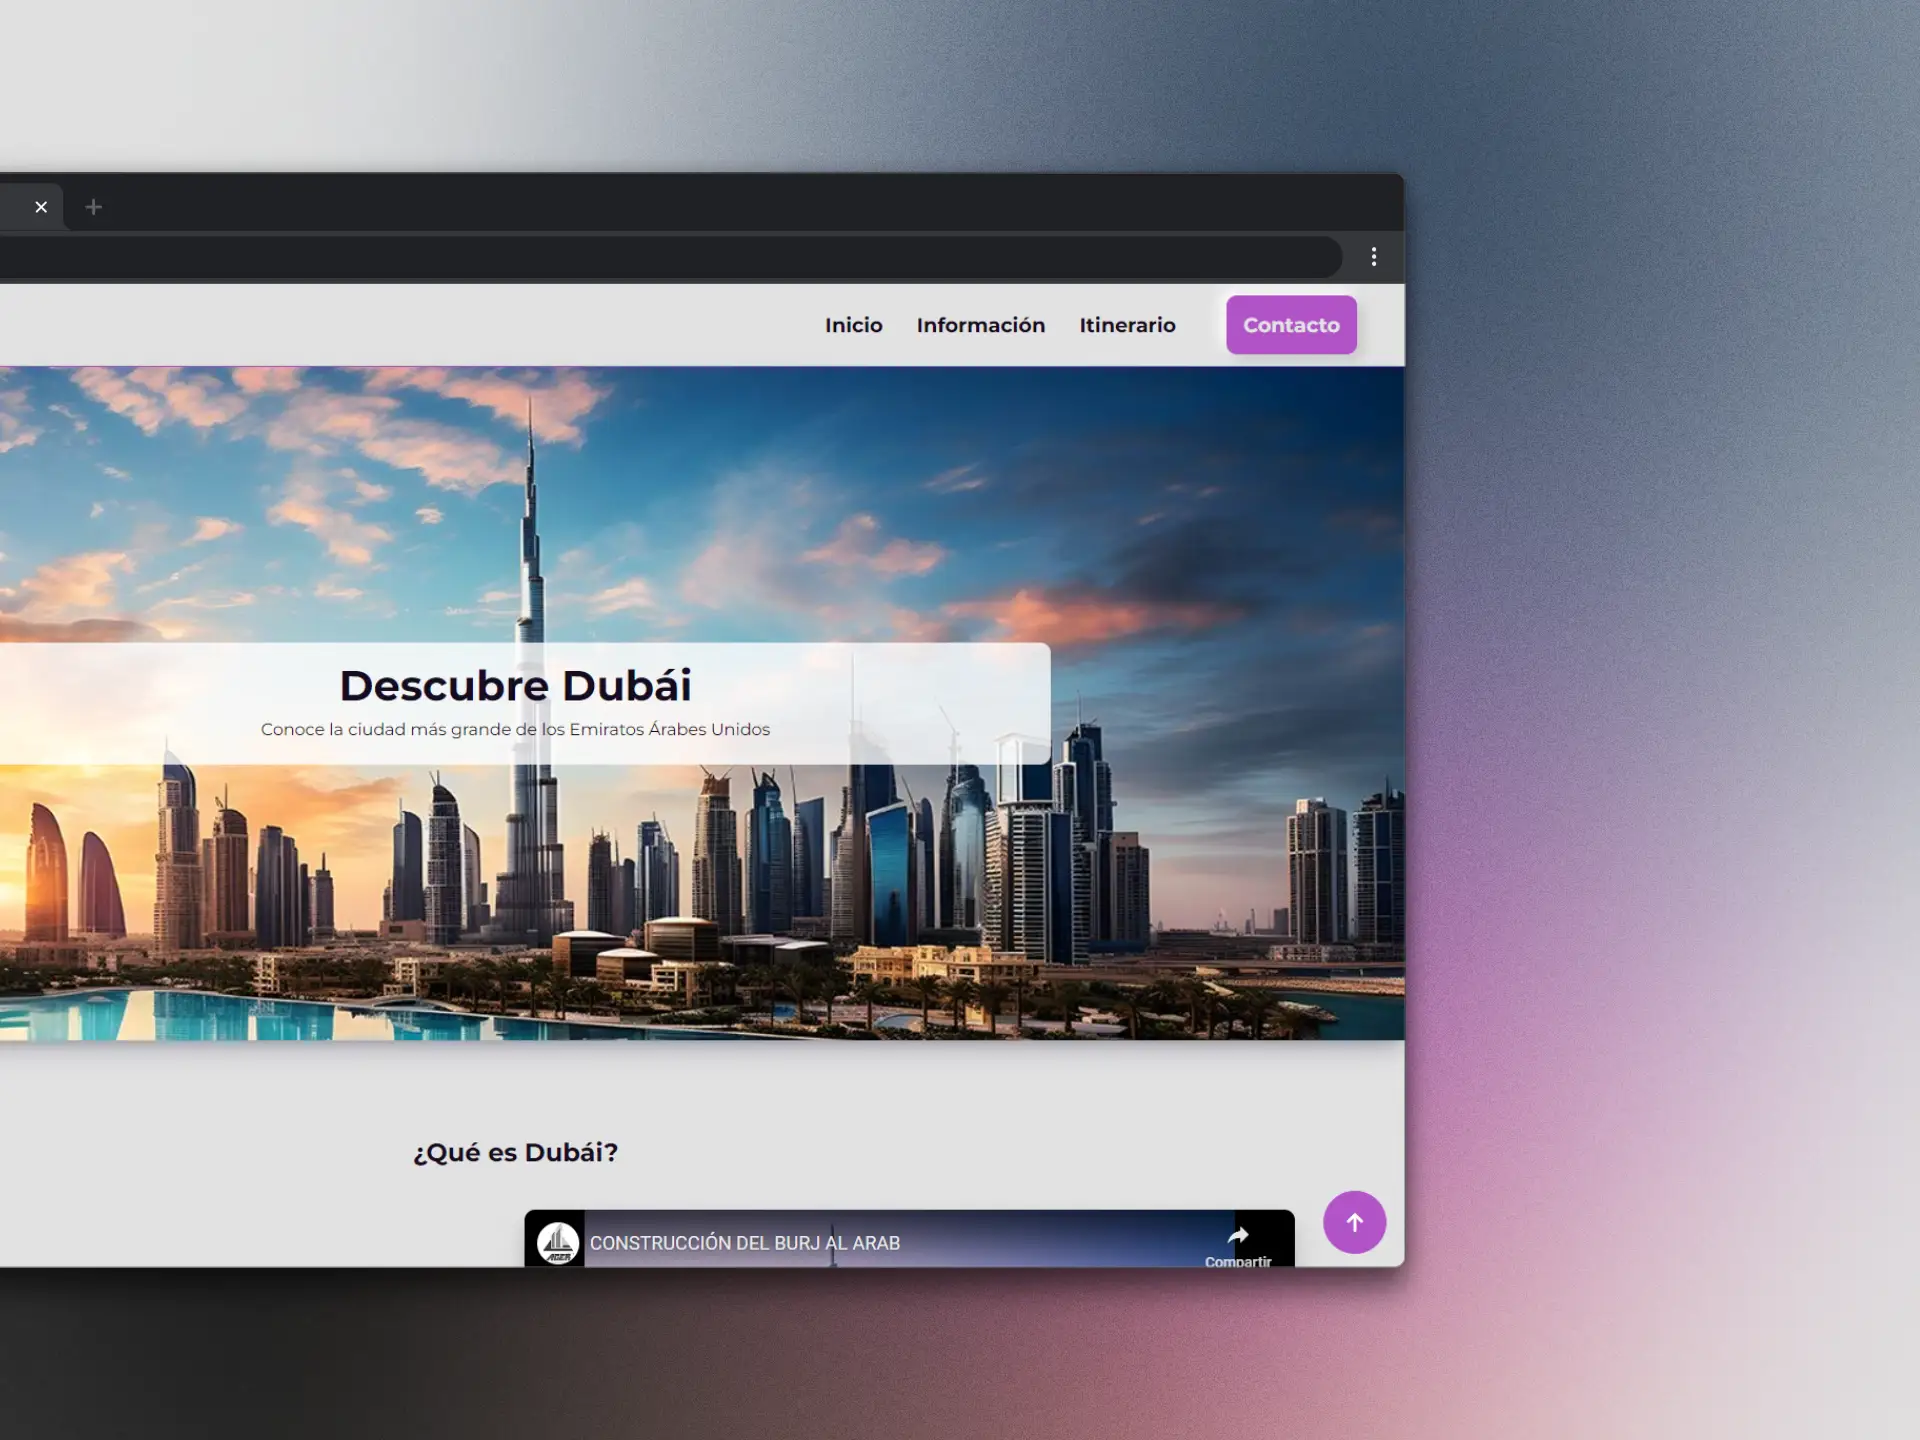 Inicio Información Itinerario Contacto
Descubre Dubái
Conoce la ciudad más grande de los Emiratos Árabes Unidos
¿Qué es Dubái?
AGER
CONSTRUCCIÓN DEL BURJ AL ARAB
Compartir